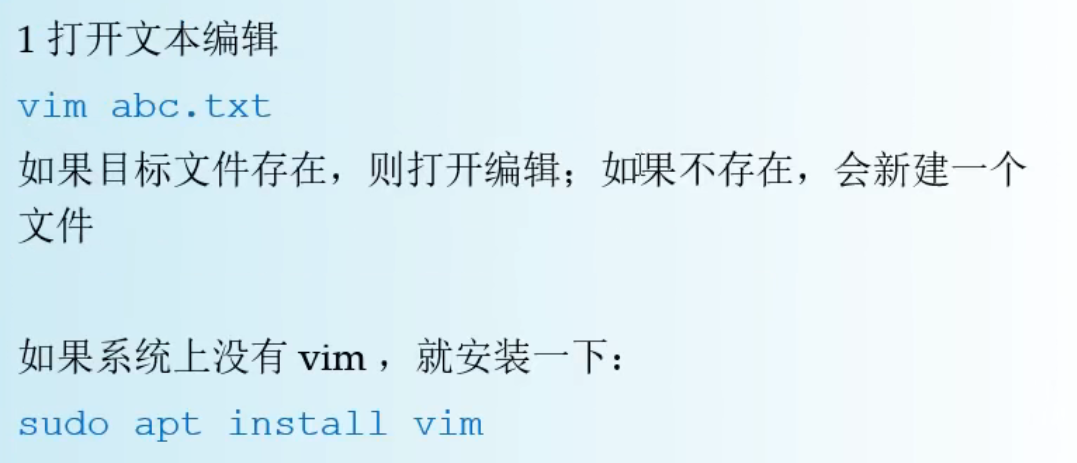 1 打开文本编辑
vim abc.txt
如果目标文件存在，则打开编辑；如果不存在，会新建一个
文件
如果系统上没有 vim ，就安装一下：
sudo apt install vim